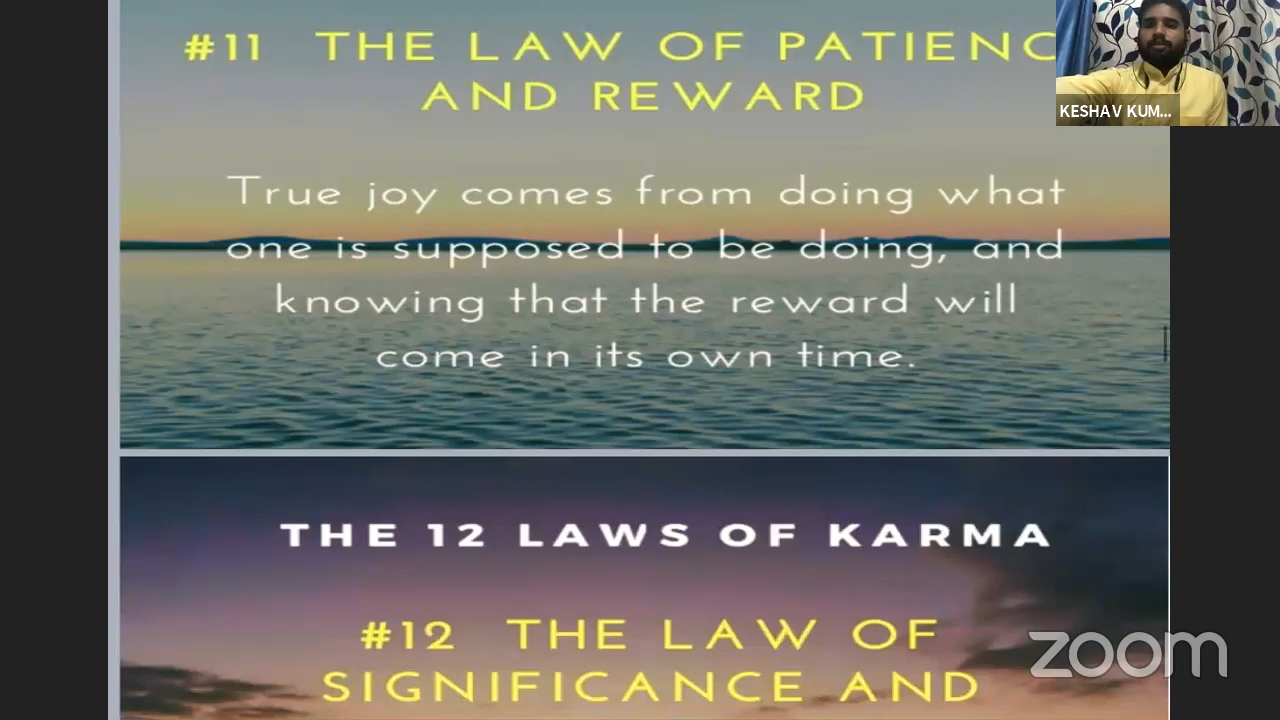 #11 THE LAW OF PATIENC
AND REWARD
KESHAV KUM...
True joy comes from doing what
one is supposed to be doing, and
knowing that the reward will
come in its own time.
THE 12 LAWS OF KARMA
#12 THE LAW OF
SIGNIFICANCE AND
zoom